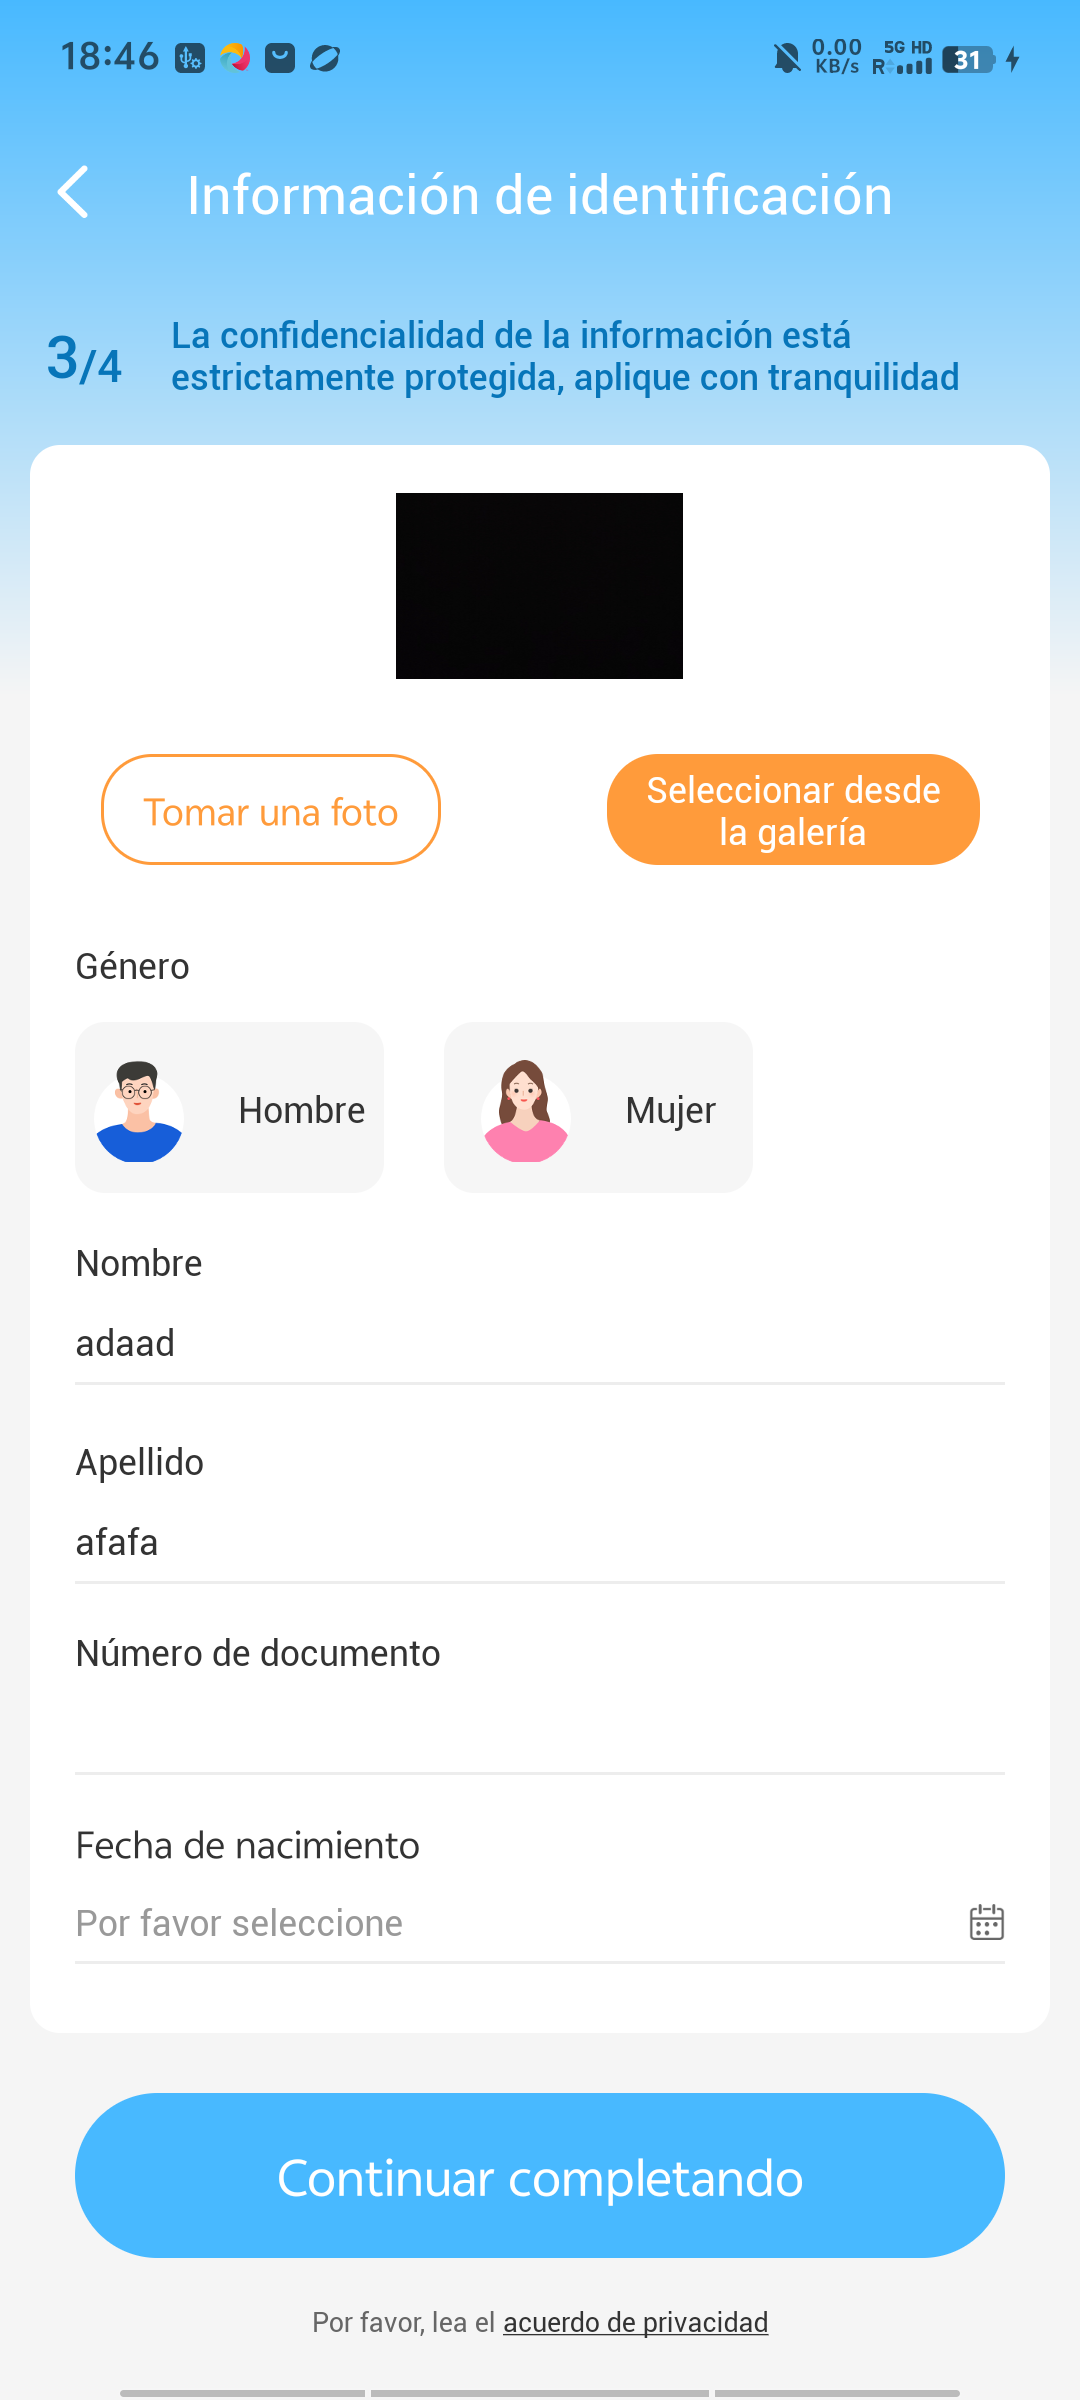 18:46
0.00
KB/s
5G HD
R
31
Información de identificación
3/4
La confidencialidad de la información está
estrictamente protegida, aplique con tranquilidad
Tomar una foto
Seleccionar desde
la galería
Género
Hombre
Mujer
Nombre
adaad
Apellido
afafa
Número de documento
Fecha de nacimiento
Por favor seleccione
Continuar completando
Por favor, lea el acuerdo de privacidad